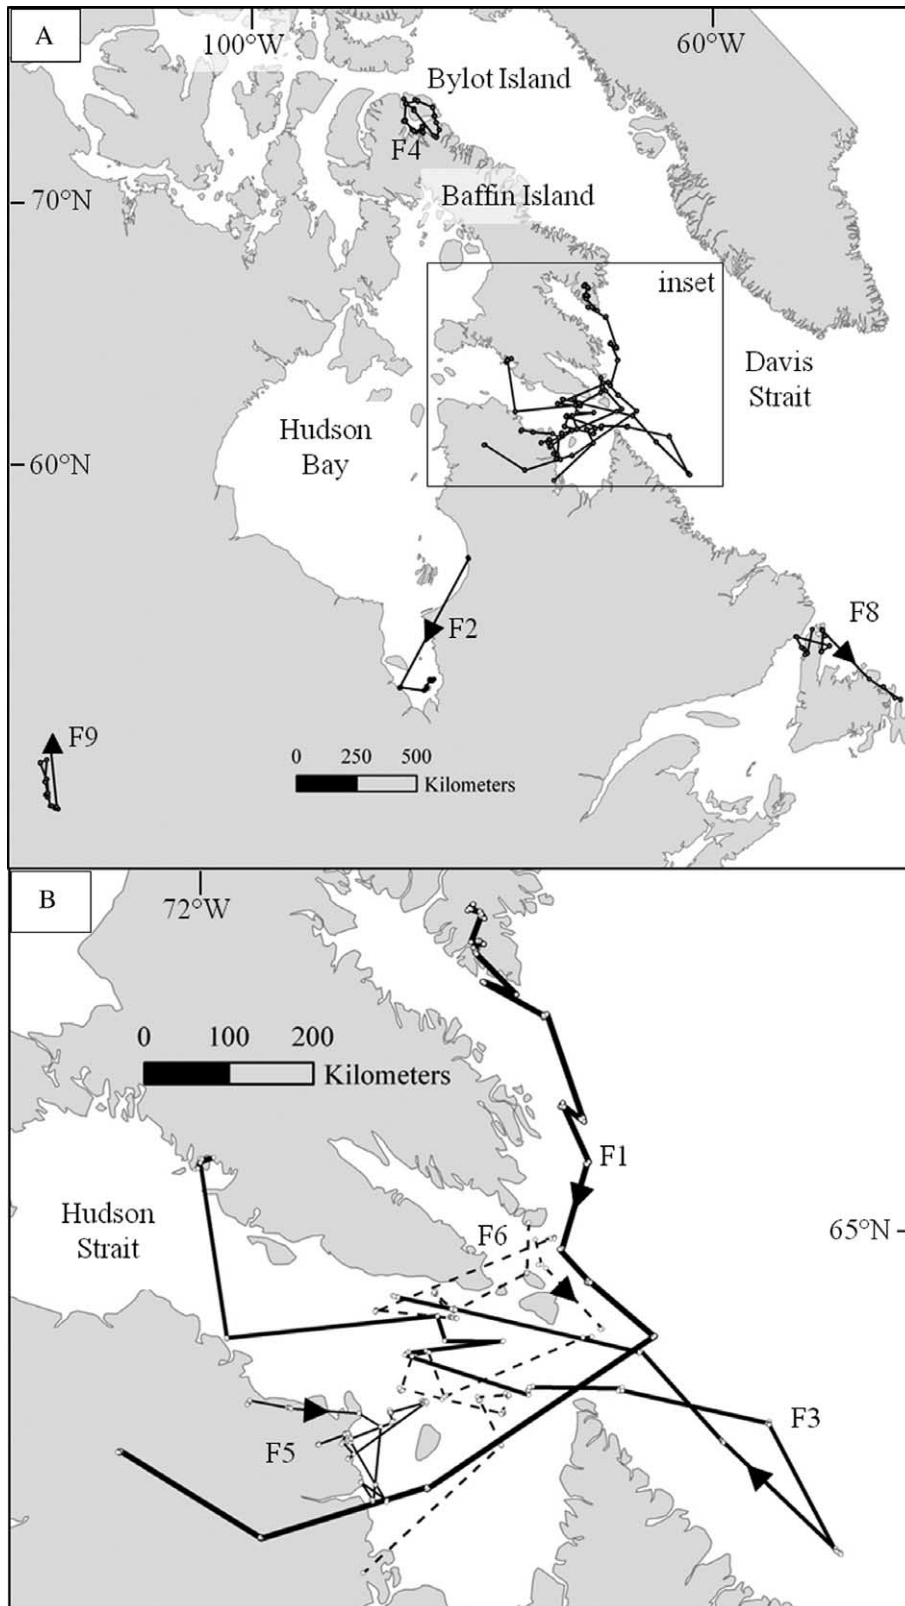 A
100°W
60°W
Bylot Island
F4
70°N
Baffin Island
inset
Davis
Strait
Hudson
Bay
60°N
F2
F8
F9
0 250 500
Kilometers
B
72°W
0 100 200
Kilometers
F1
Hudson
Strait
F6
65°N
F3
F5